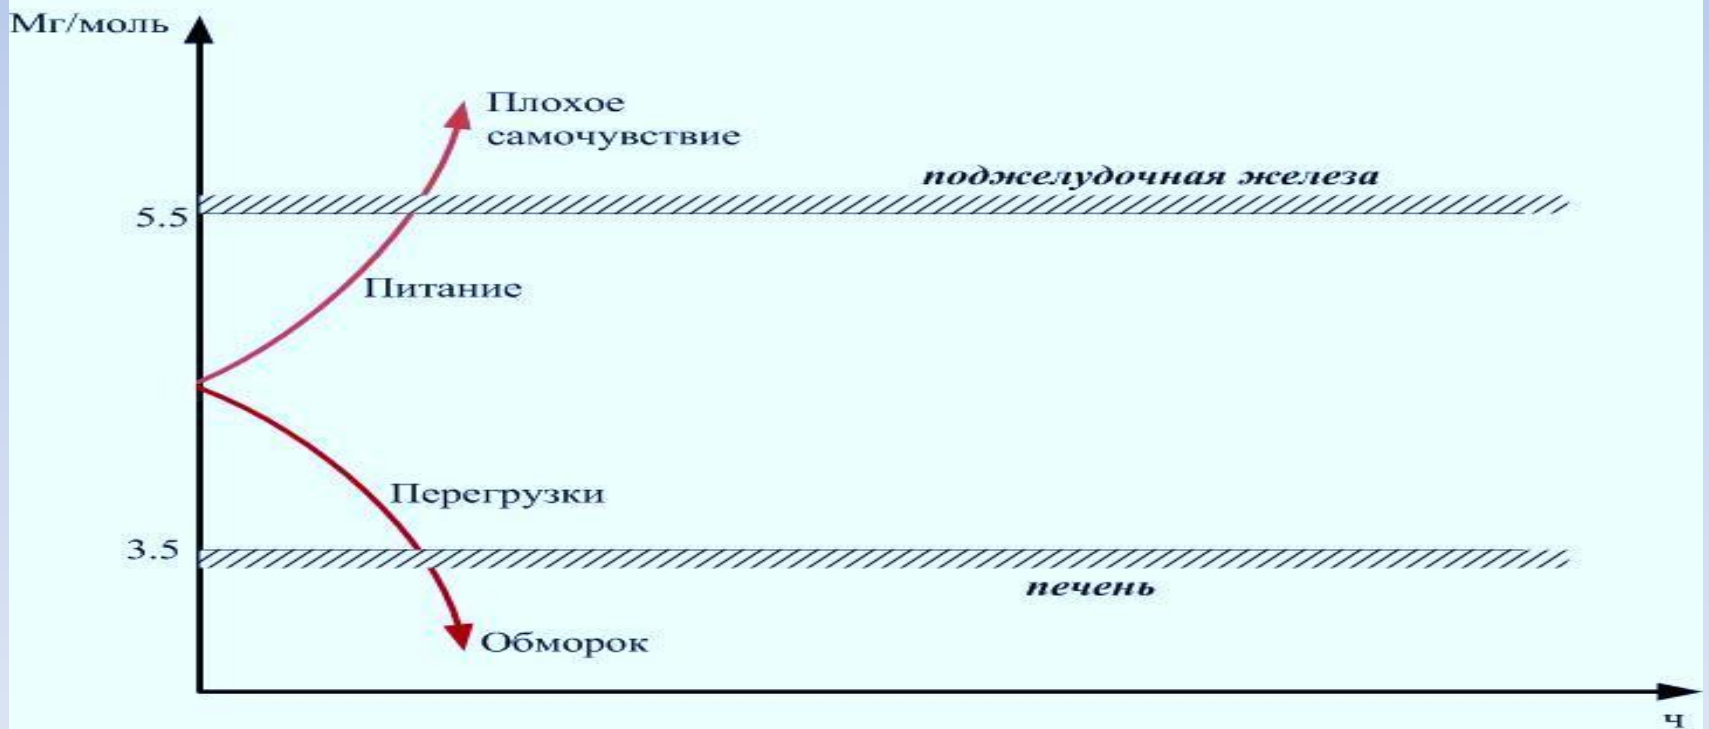 Мг/моль
Плохое
самочувствие
поджелудочная железа
5.5
Питание
Перегрузки
3.5
печень
Обморок
ч